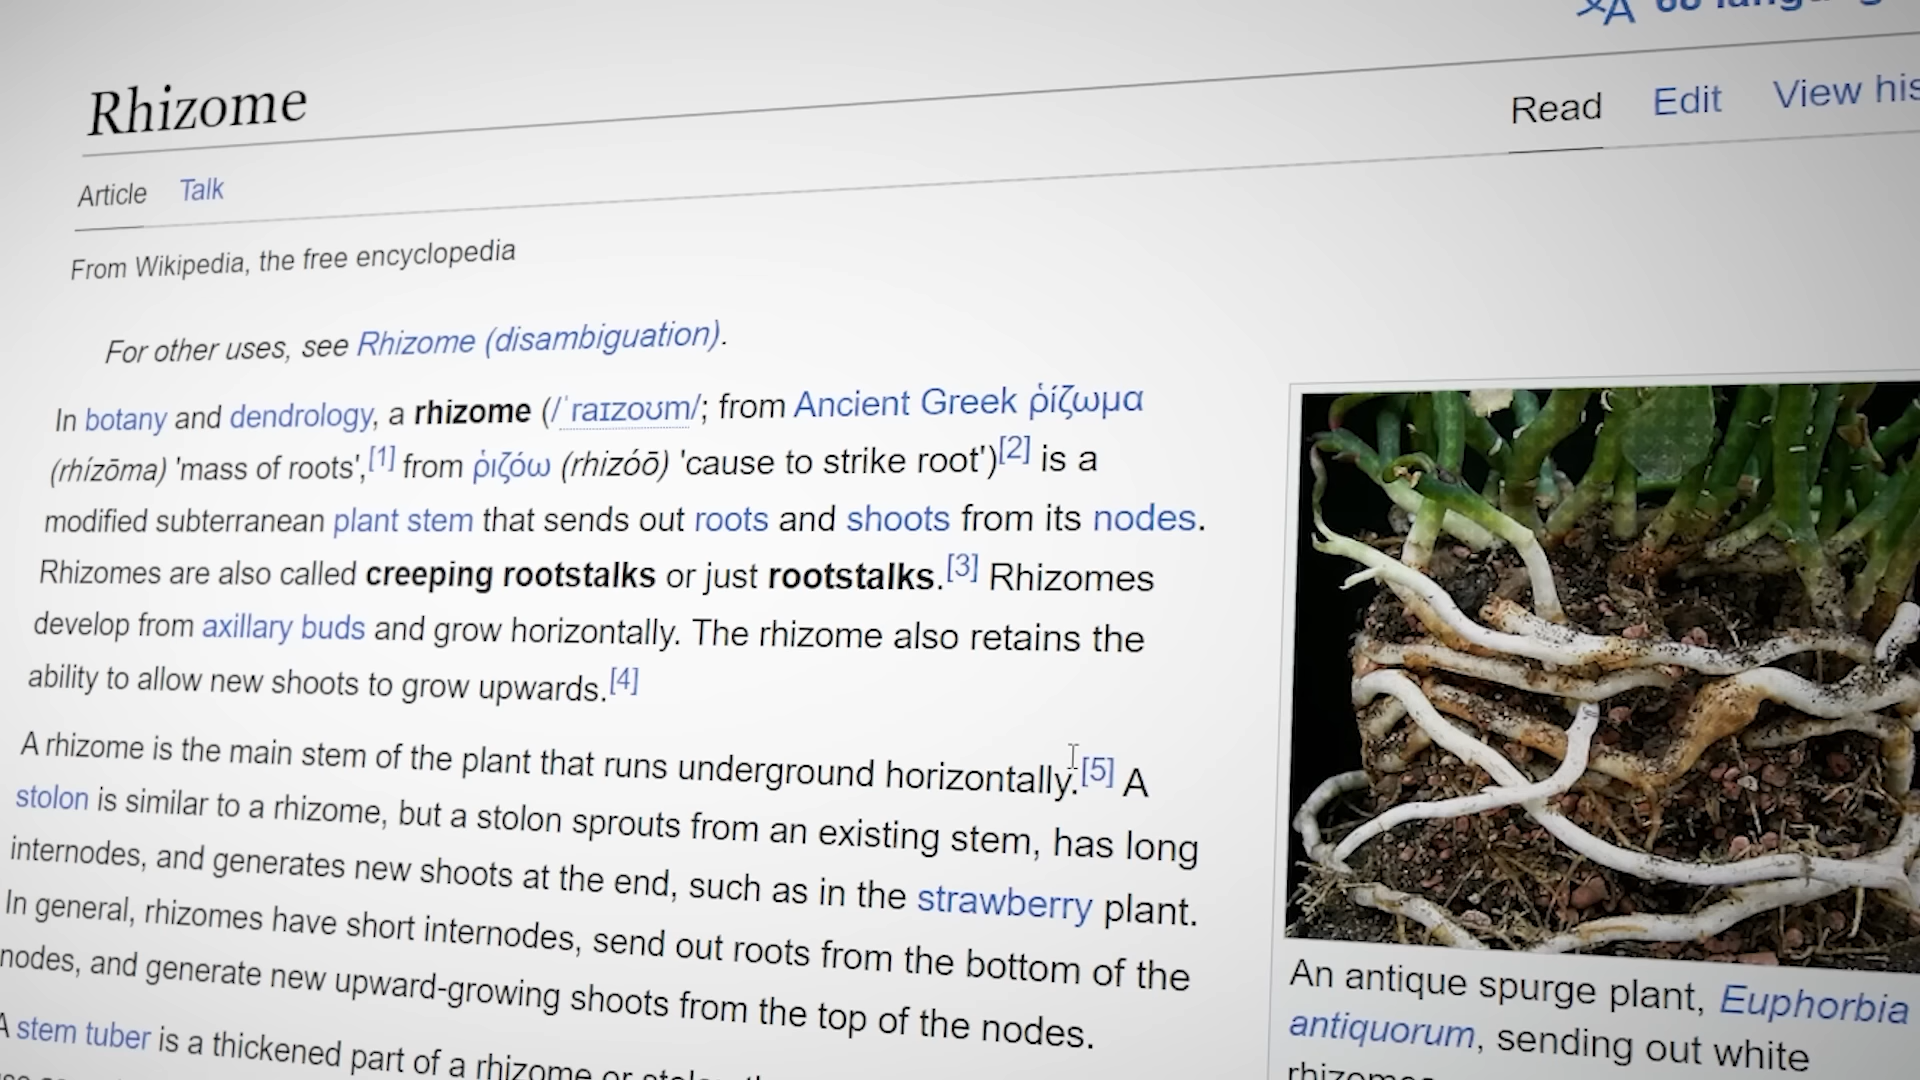 Rhizome
Read Edit View his
Article Talk
From Wikipedia, the free encyclopedia
For other uses, see Rhizome (disambiguation).
In botany and dendrology, a rhizome (/ˈraɪzoʊm/; from Ancient Greek ῥίζωμα
(rhízōma) 'mass of roots',[1] from ῥιζόω (rhizóō) 'cause to strike root')[2] is a
modified subterranean plant stem that sends out roots and shoots from its nodes.
Rhizomes are also called creeping rootstalks or just rootstalks.[3] Rhizomes
develop from axillary buds and grow horizontally. The rhizome also retains the
ability to allow new shoots to grow upwards.[4]
A rhizome is the main stem of the plant that runs underground horizontally.[5] A
stolon is similar to a rhizome, but a stolon sprouts from an existing stem, has long
internodes, and generates new shoots at the end, such as in the strawberry plant.
In general, rhizomes have short internodes, send out roots from the bottom of the
nodes, and generate new upward-growing shoots from the top of the nodes.
A stem tuber is a thickened part of a rhizome or
An antique spurge plant, Euphorbia
antiquorum, sending out white
rhizomes